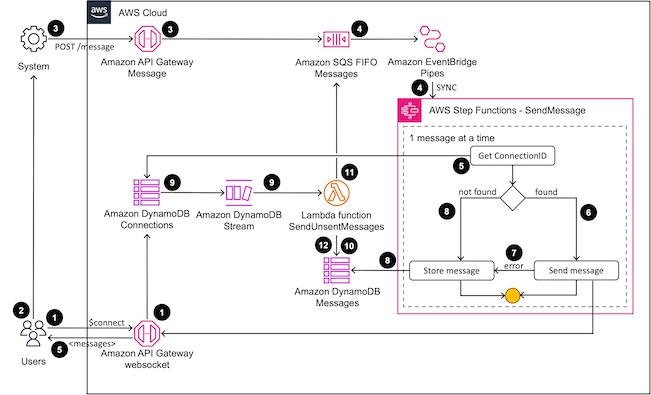 aws
AWS Cloud
3
POST /message
3
4
System
Amazon API Gateway
Message
Amazon SQS FIFO
Messages
Amazon EventBridge
Pipes
4
SYNC
AWS Step Functions - SendMessage
1 message at a time
Get ConnectionID
5
not found
found
9
9
11
8
6
Amazon DynamoDB
Connections
Amazon DynamoDB
Stream
Lambda function
SendUnsentMessages
12
10
7
8
error
Store message
Send message
Amazon DynamoDB
Messages
2
1
$connect
1
5
<messages>
Users
Amazon API Gateway
websocket